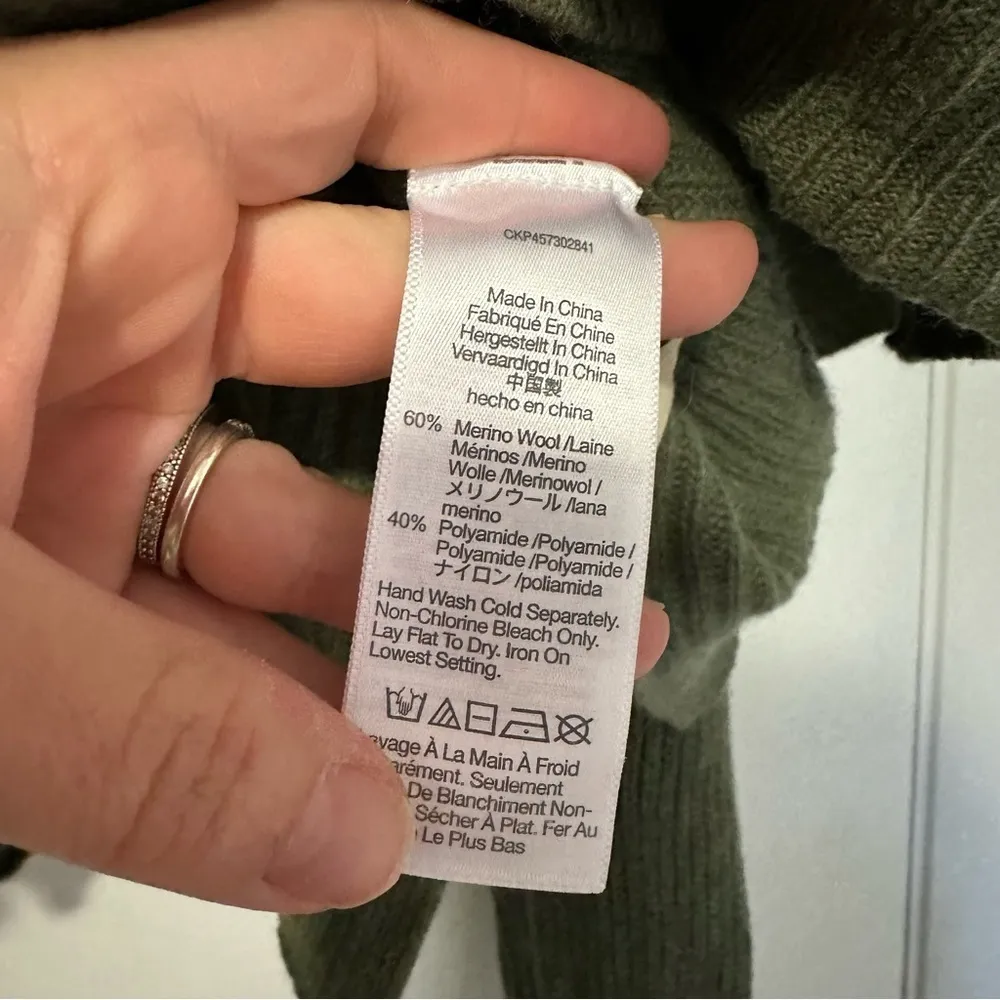 CKP457302841
Made In China
Fabriqué En Chine
Hergestellt In China
Vervaardigd In China
中国製
hecho en china
60% Merino Wool /Laine
Mérinos /Merino
Wolle /Merinowol /
メリノウール /lana
merino
40% Polyamide /Polyamide /
Polyamide /Polyamide /
ナイロン /poliamida
Hand Wash Cold Separately.
Non-Chlorine Bleach Only.
Lay Flat To Dry. Iron On
Lowest Setting.
À La Main À Froid
Seulement
De Blanchiment Non-
Sécher À Plat. Fer Au
Le Plus Bas